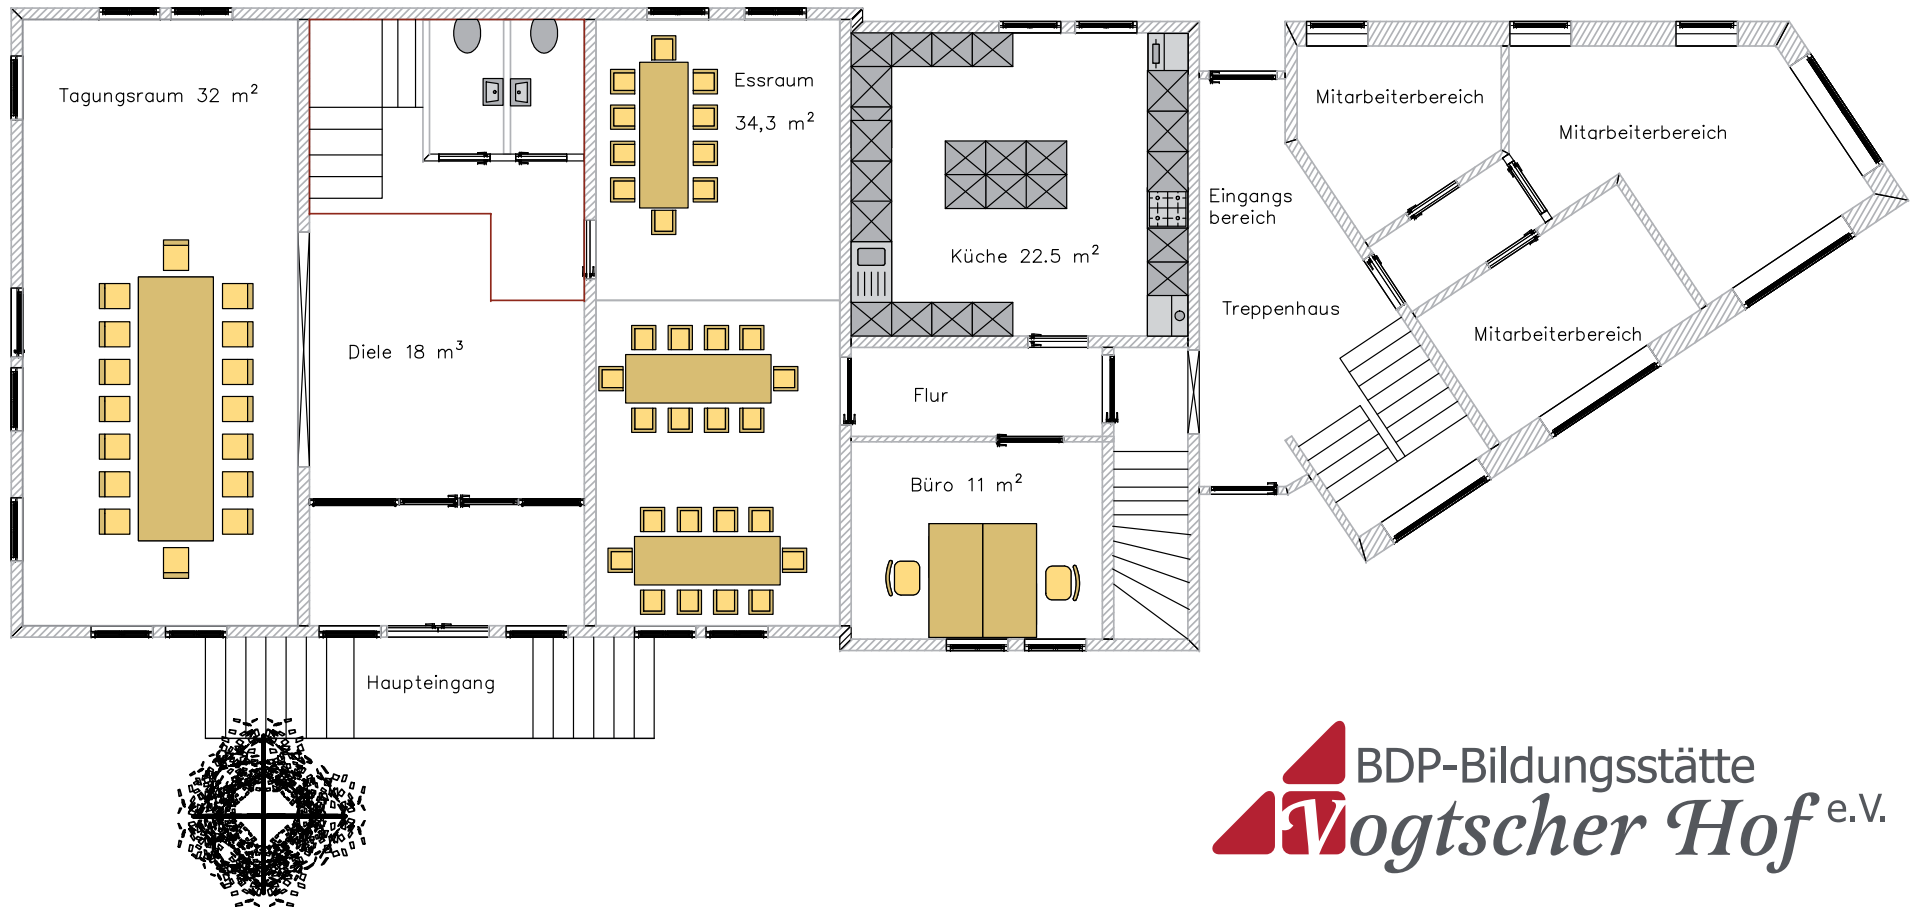 Tagungsraum 32 m²
Essraum
34,3 m²
Mitarbeiterbereich
Mitarbeiterbereich
Eingangs
bereich
Küche 22.5 m²
Treppenhaus
Mitarbeiterbereich
Diele 18 m³
Flur
Büro 11 m²
Haupteingang
BDP-Bildungsstätte
Vogtscher Hof e.V.